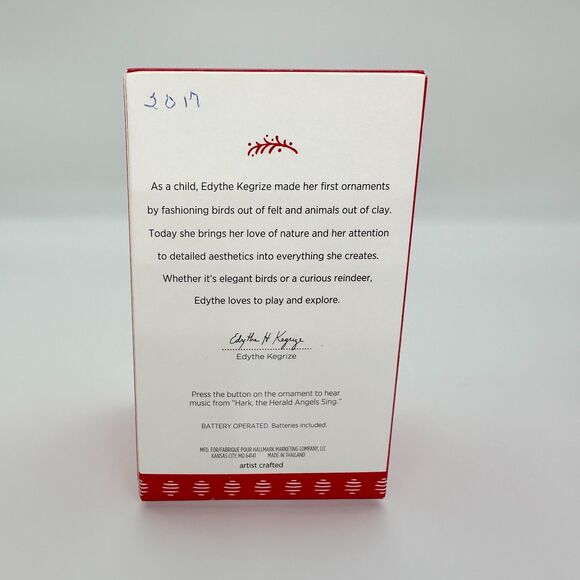 2017
As a child, Edythe Kegrize made her first ornaments
by fashioning birds out of felt and animals out of clay.
Today she brings her love of nature and her attention
to detailed aesthetics into everything she creates.
Whether it's elegant birds or a curious reindeer,
Edythe loves to play and explore.
Edythe H Kegrize
Edythe Kegrize
Press the button on the ornament to hear
music from "Hark, the Herald Angels Sing."
BATTERY OPERATED. Batteries included.
MFD. FOR/FABRIQUÉ POUR HALLMARK MARKETING COMPANY, LLC
KANSAS CITY, MO 64141 MADE IN THAILAND
artist crafted